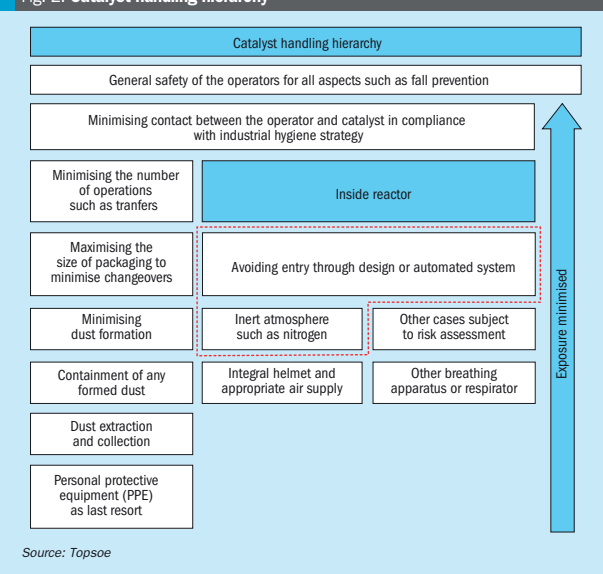 Fig. 2: Catalyst handling hierarchy
Catalyst handling hierarchy
General safety of the operators for all aspects such as fall prevention
Minimising contact between the operator and catalyst in compliance
with industrial hygiene strategy
Minimising the number
of operations
such as tranfers
Inside reactor
Maximising the
size of packaging to
minimise changeovers
Avoiding entry through design or automated system
Minimising
dust formation
Inert atmosphere
such as nitrogen
Other cases subject
to risk assessment
Containment of any
formed dust
Integral helmet and
appropriate air supply
Other breathing
apparatus or respirator
Dust extraction
and collection
Personal protective
equipment (PPE)
as last resort
Exposure minimised
Source: Topsoe